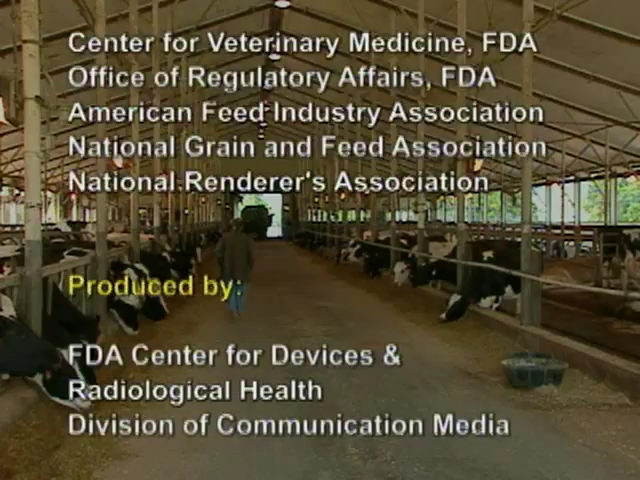 Center for Veterinary Medicine, FDA
Office of Regulatory Affairs, FDA
American Feed Industry Association
National Grain and Feed Association
National Renderer's Association
Produced by:
FDA Center for Devices &
Radiological Health
Division of Communication Media